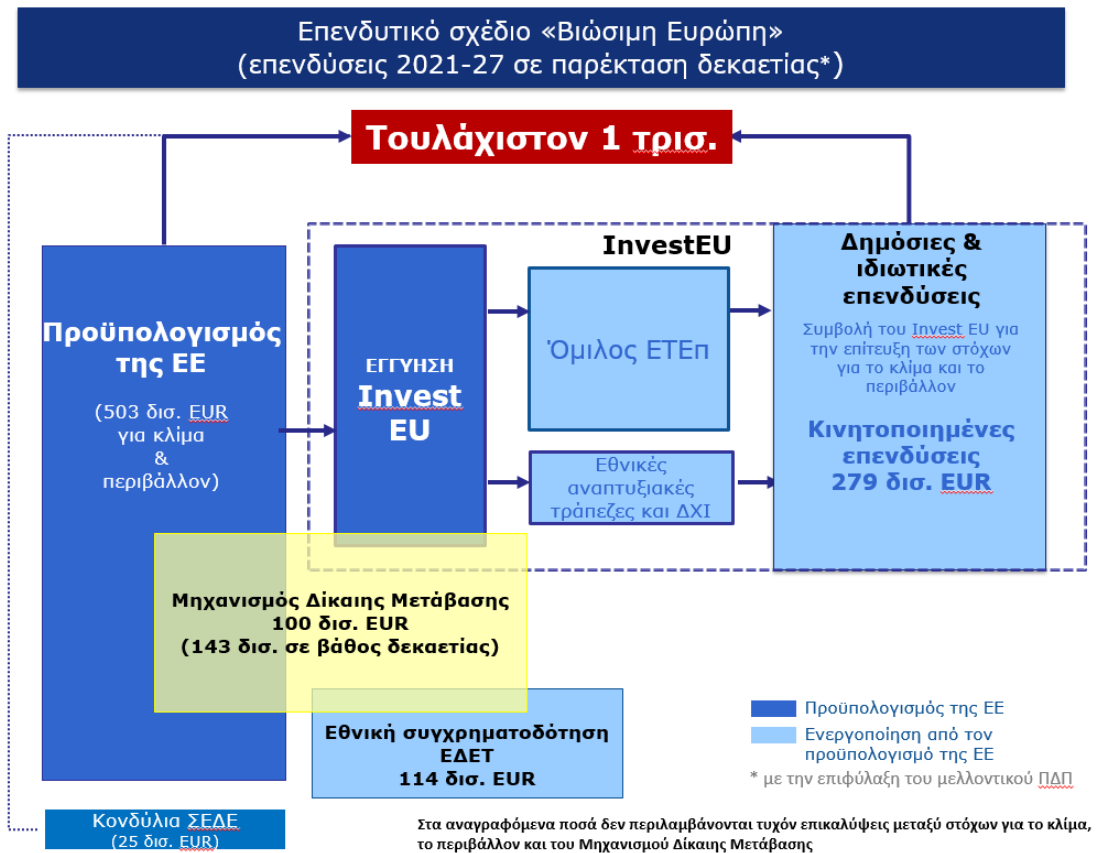 Επενδυτικό σχέδιο «Βιώσιμη Ευρώπη»
(επενδύσεις 2021-27 σε παρέκταση δεκαετίας*)
Τουλάχιστον 1 τρισ.
Προϋπολογισμός
της ΕΕ
(503 δισ. EUR
για κλίμα
&
περιβάλλον)
ΕΓΓΥΗΣΗ
Invest
EU
InvestEU
Όμιλος ΕΤΕπ
Εθνικές
αναπτυξιακές
τράπεζες και ΔΧΙ
Δημόσιες &
ιδιωτικές
επενδύσεις
Συμβολή του Invest EU για
την επίτευξη των στόχων
για το κλίμα και το
περιβάλλον
Κινητοποιημένες
επενδύσεις
279 δισ. EUR
Μηχανισμός Δίκαιης Μετάβασης
100 δισ. EUR
(143 δισ. σε βάθος δεκαετίας)
Εθνική συγχρηματοδότηση
ΕΔΕΤ
114 δισ. EUR
Προϋπολογισμός της ΕΕ
Ενεργοποίηση από τον
προϋπολογισμό της ΕΕ
* με την επιφύλαξη του μελλοντικού ΠΔΠ
Κονδύλια ΣΕΔΕ
(25 δισ. EUR)
Στα αναγραφόμενα ποσά δεν περιλαμβάνονται τυχόν επικαλύψεις μεταξύ στόχων για το κλίμα,
το περιβάλλον και του Μηχανισμού Δίκαιης Μετάβασης